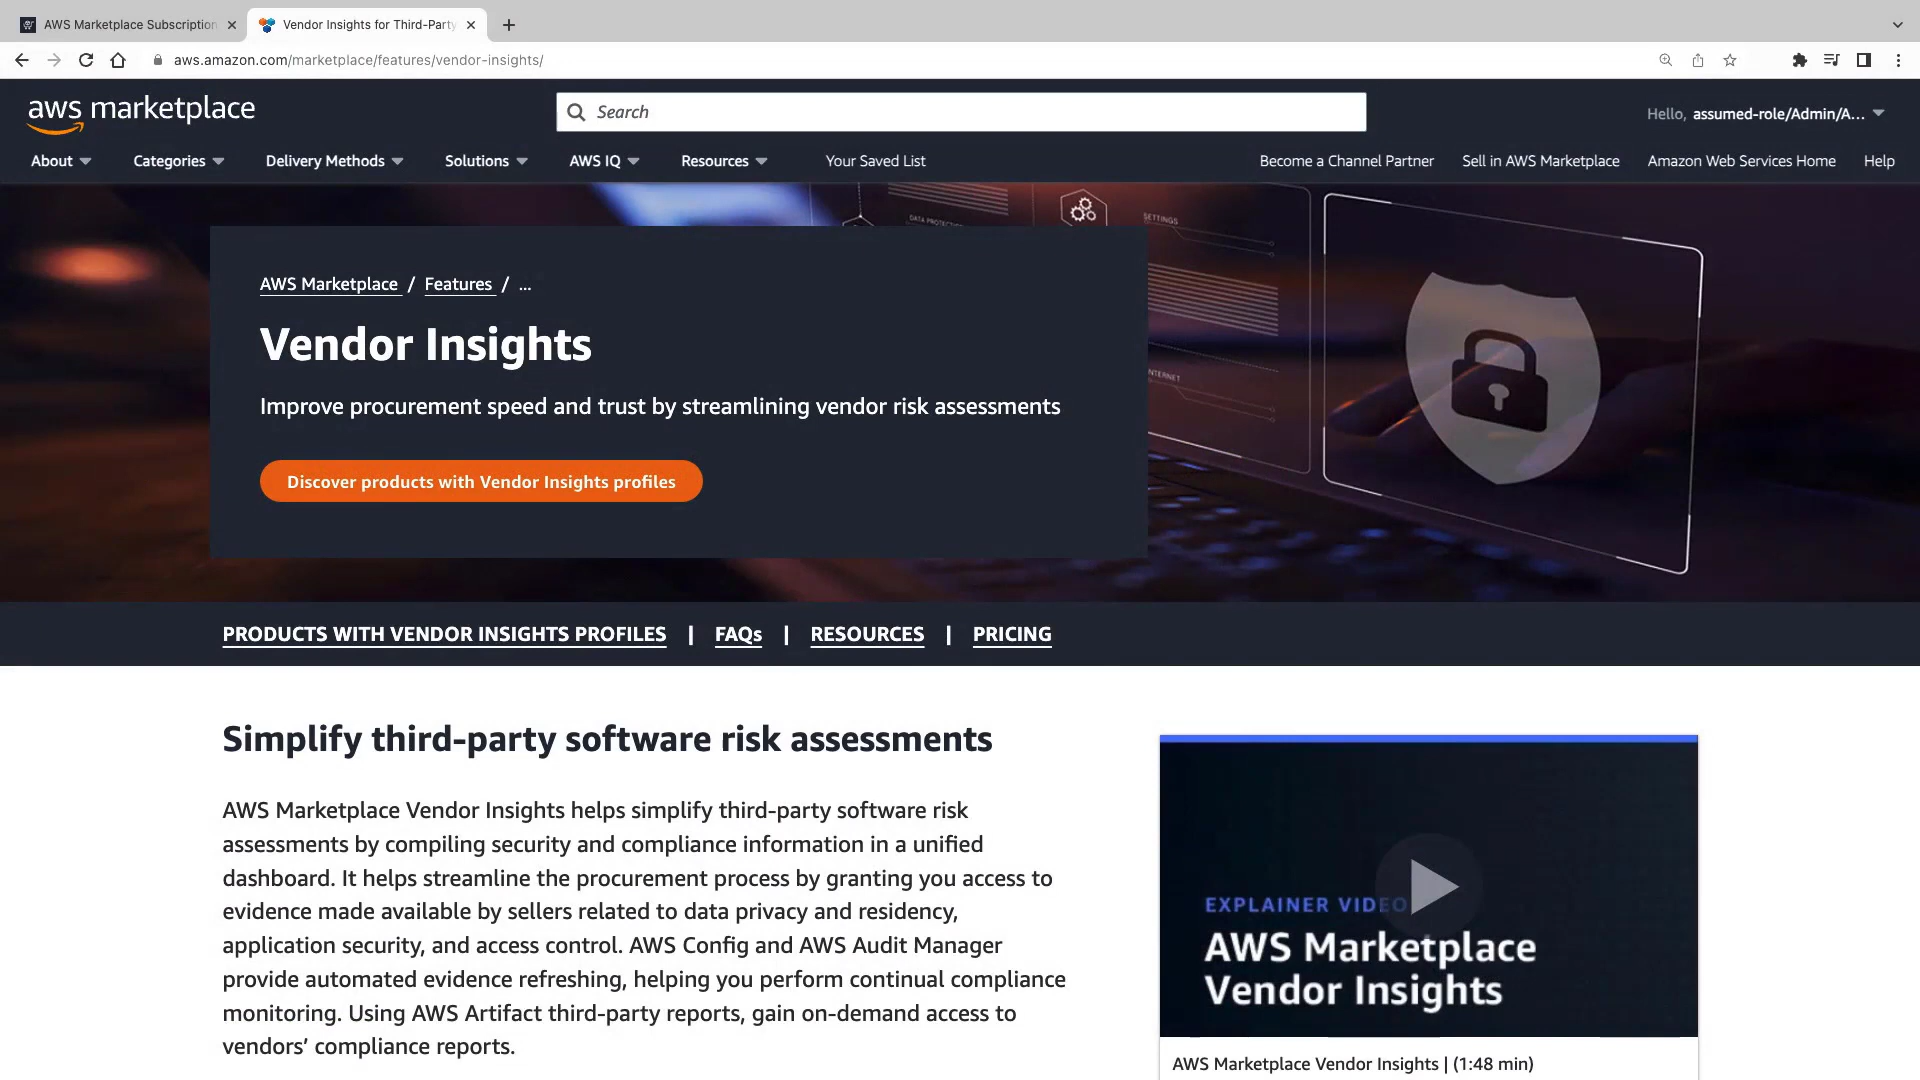 AWS Marketplace Subscription
Vendor Insights for Third-Party
aws.amazon.com/marketplace/features/vendor-insights/
aws marketplace
Search
Hello, assumed-role/Admin/A...
About
Categories
Delivery Methods
Solutions
AWS IQ
Resources
Your Saved List
Become a Channel Partner
Sell in AWS Marketplace
Amazon Web Services Home
Help
SETTINGS
AWS Marketplace / Features / ...
Vendor Insights
Improve procurement speed and trust by streamlining vendor risk assessments
Discover products with Vendor Insights profiles
PRODUCTS WITH VENDOR INSIGHTS PROFILES | FAQs | RESOURCES | PRICING
Simplify third-party software risk assessments
AWS Marketplace Vendor Insights helps simplify third-party software risk
assessments by compiling security and compliance information in a unified
dashboard. It helps streamline the procurement process by granting you access to
evidence made available by sellers related to data privacy and residency,
application security, and access control. AWS Config and AWS Audit Manager
provide automated evidence refreshing, helping you perform continual compliance
monitoring. Using AWS Artifact third-party reports, gain on-demand access to
vendors’ compliance reports.
EXPLAINER VIDEO
AWS Marketplace
Vendor Insights
AWS Marketplace Vendor Insights | (1:48 min)